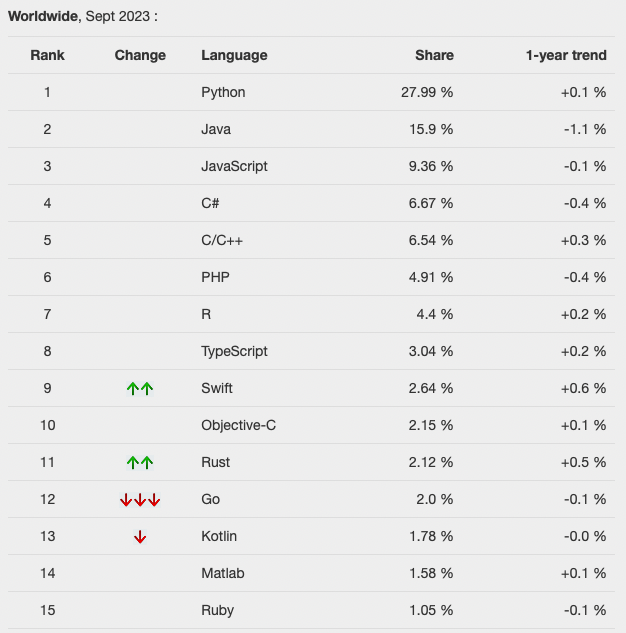 Worldwide, Sept 2023 :
Rank Change Language Share 1-year trend
1 Python 27.99 % +0.1 %
2 Java 15.9 % -1.1 %
3 JavaScript 9.36 % -0.1 %
4 C# 6.67 % -0.4 %
5 C/C++ 6.54 % +0.3 %
6 PHP 4.91 % -0.4 %
7 R 4.4 % +0.2 %
8 TypeScript 3.04 % +0.2 %
9 ↑↑ Swift 2.64 % +0.6 %
10 Objective-C 2.15 % +0.1 %
11 ↑↑ Rust 2.12 % +0.5 %
12 ↓↓↓ Go 2.0 % -0.1 %
13 ↓ Kotlin 1.78 % -0.0 %
14 Matlab 1.58 % +0.1 %
15 Ruby 1.05 % -0.1 %